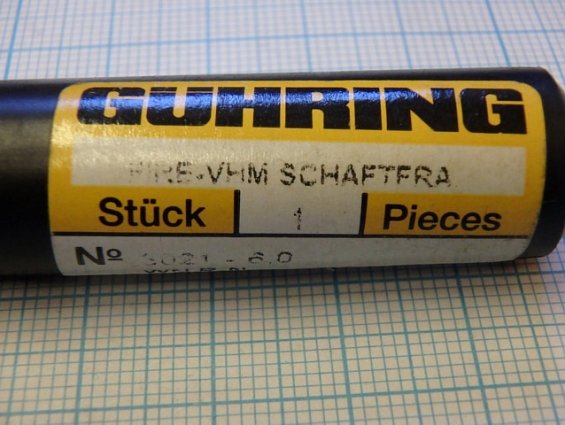 GUHRING
FIRE-VHM SCHAFTFRA
Stück 1 Pieces
Nº 3021 - 6.0